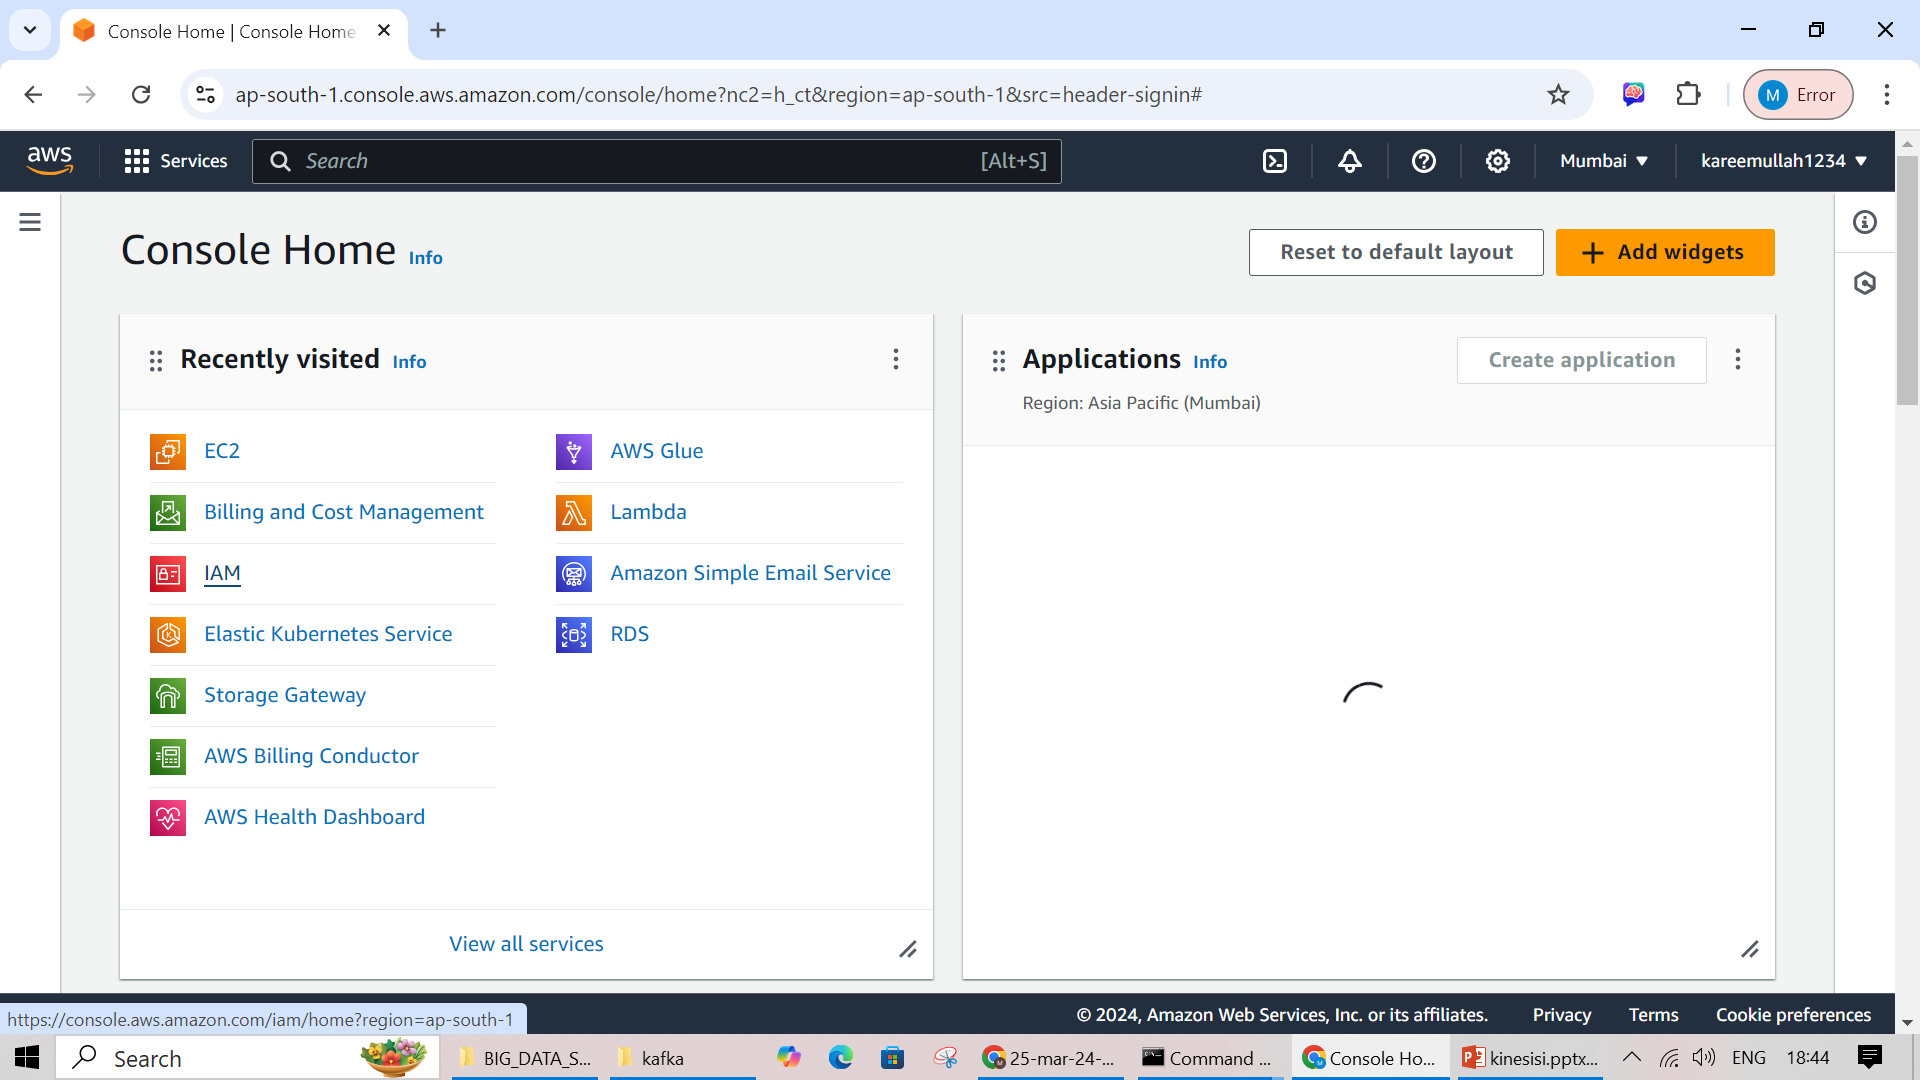 Console Home | Console Home
ap-south-1.console.aws.amazon.com/console/home?nc2=h_ct&region=ap-south-1&src=header-signin#
M Error
aws
Services
Search [Alt+S]
Mumbai
kareemullah1234
Console Home Info
Reset to default layout
Add widgets
Recently visited Info
EC2
Billing and Cost Management
IAM
Elastic Kubernetes Service
Storage Gateway
AWS Billing Conductor
AWS Health Dashboard
AWS Glue
Lambda
Amazon Simple Email Service
RDS
View all services
Applications Info
Create application
Region: Asia Pacific (Mumbai)
© 2024, Amazon Web Services, Inc. or its affiliates.
Privacy
Terms
Cookie preferences
https://console.aws.amazon.com/iam/home?region=ap-south-1
Search
BIG_DATA_S...
kafka
25-mar-24-...
Command ...
Console Ho...
kinesisi.pptx...
ENG
18:44